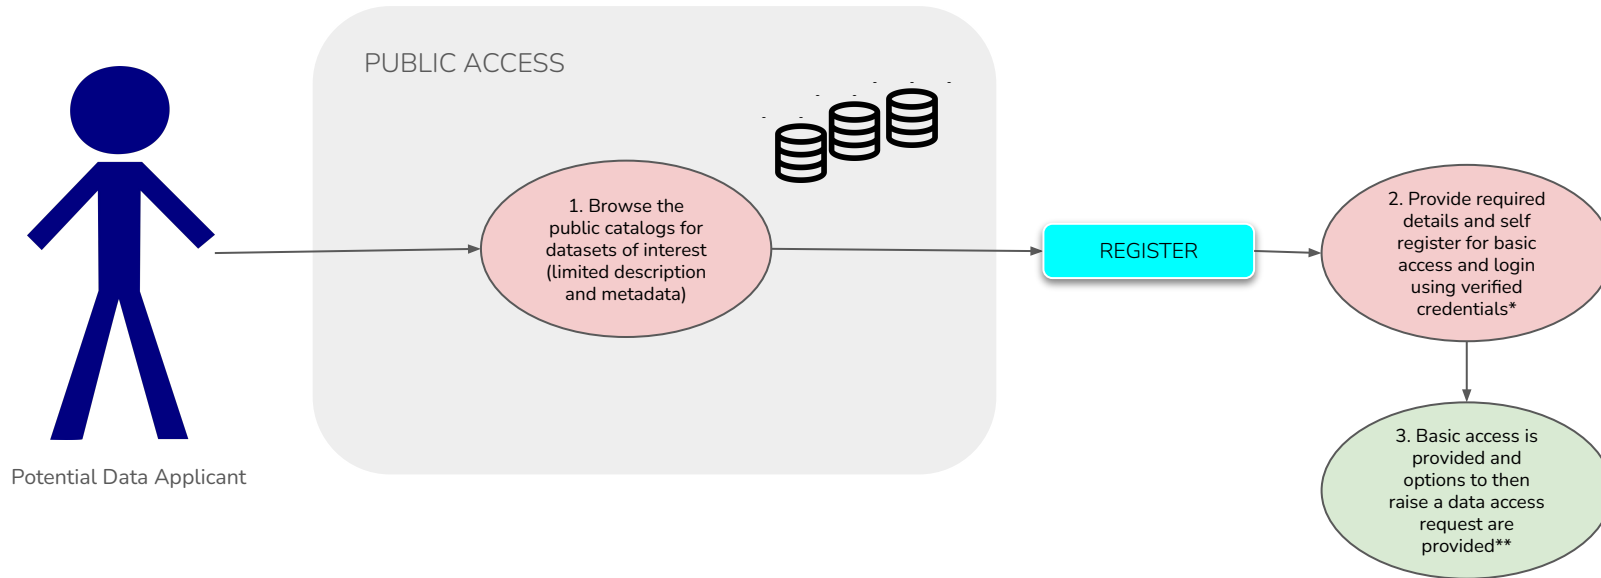 PUBLIC ACCESS
1. Browse the
public catalogs for
datasets of interest
(limited description
and metadata)
REGISTER
2. Provide required
details and self
register for basic
access and login
using verified
credentials*
3. Basic access is
provided and
options to then
raise a data access
request are
provided**
Potential Data Applicant